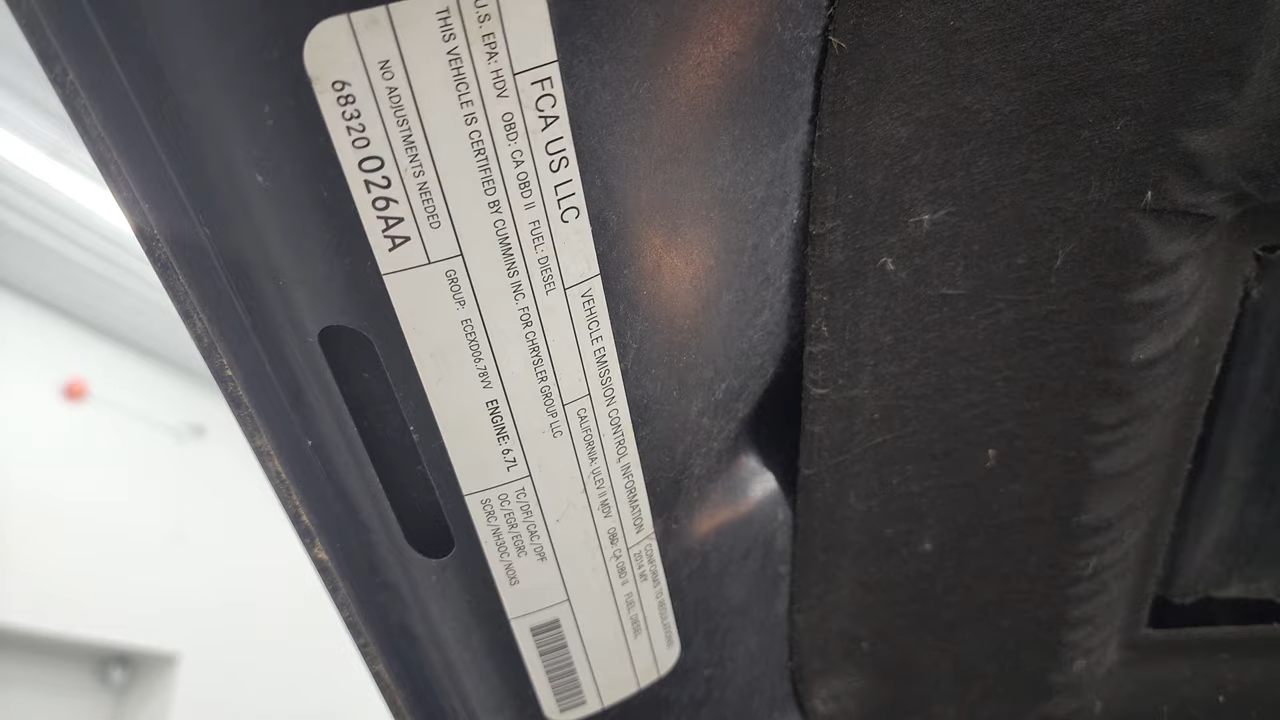 FCA US LLC
VEHICLE EMISSION CONTROL INFORMATION
CONFORMS TO REGULATIONS:
2014 MY
U.S. EPA: HDV OBD: CA OBD II FUEL: DIESEL
CALIFORNIA: ULEV II MDV OBD: CA OBD II FUEL: DIESEL
THIS VEHICLE IS CERTIFIED BY CUMMINS INC. FOR CHRYSLER GROUP LLC
NO ADJUSTMENTS NEEDED
GROUP: ECEXD06.78VV ENGINE: 6.7L
TC/DFI/CAC/DPF
OC/EGR/EGRC
SCRC/NH3OC/NOXS
68320026AA